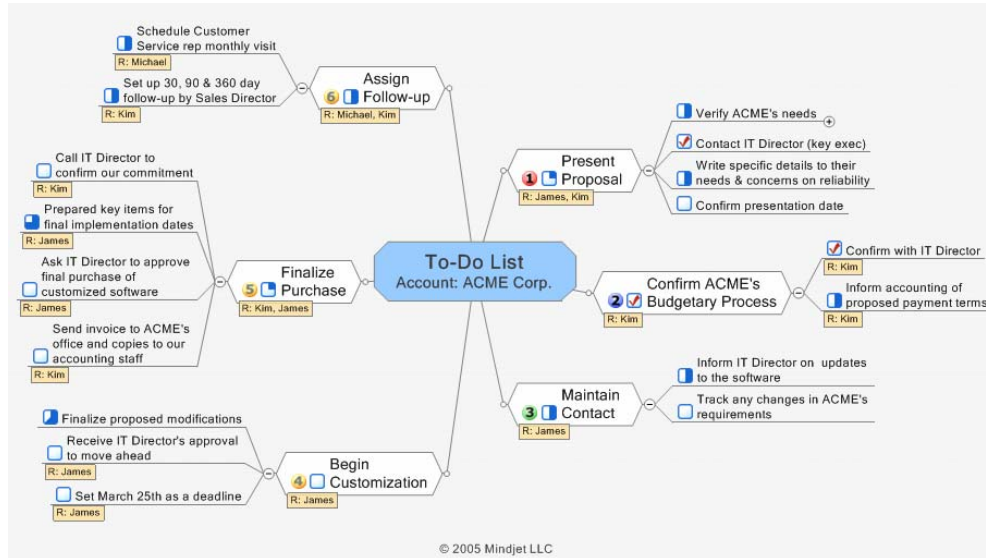 To-Do List
Account: ACME Corp.
1
Present
Proposal
R: James, Kim
Verify ACME's needs
Contact IT Director (key exec)
Write specific details to their
needs & concerns on reliability
Confirm presentation date
2
Confirm ACME's
Budgetary Process
R: Kim
Confirm with IT Director
R: Kim
Inform accounting of
proposed payment terms
R: Kim
3
Maintain
Contact
R: James
Inform IT Director on updates
to the software
Track any changes in ACME's
requirements
4
Begin
Customization
R: James
Finalize proposed modifications
Receive IT Director's approval
to move ahead
R: James
Set March 25th as a deadline
R: James
5
Finalize
Purchase
R: Kim, James
Call IT Director to
confirm our commitment
R: Kim
Prepared key items for
final implementation dates
R: James
Ask IT Director to approve
final purchase of
customized software
R: James
Send invoice to ACME's
office and copies to our
accounting staff
R: Kim
6
Assign
Follow-up
R: Michael, Kim
Schedule Customer
Service rep monthly visit
R: Michael
Set up 30, 90 & 360 day
follow-up by Sales Director
R: Kim
© 2005 Mindjet LLC